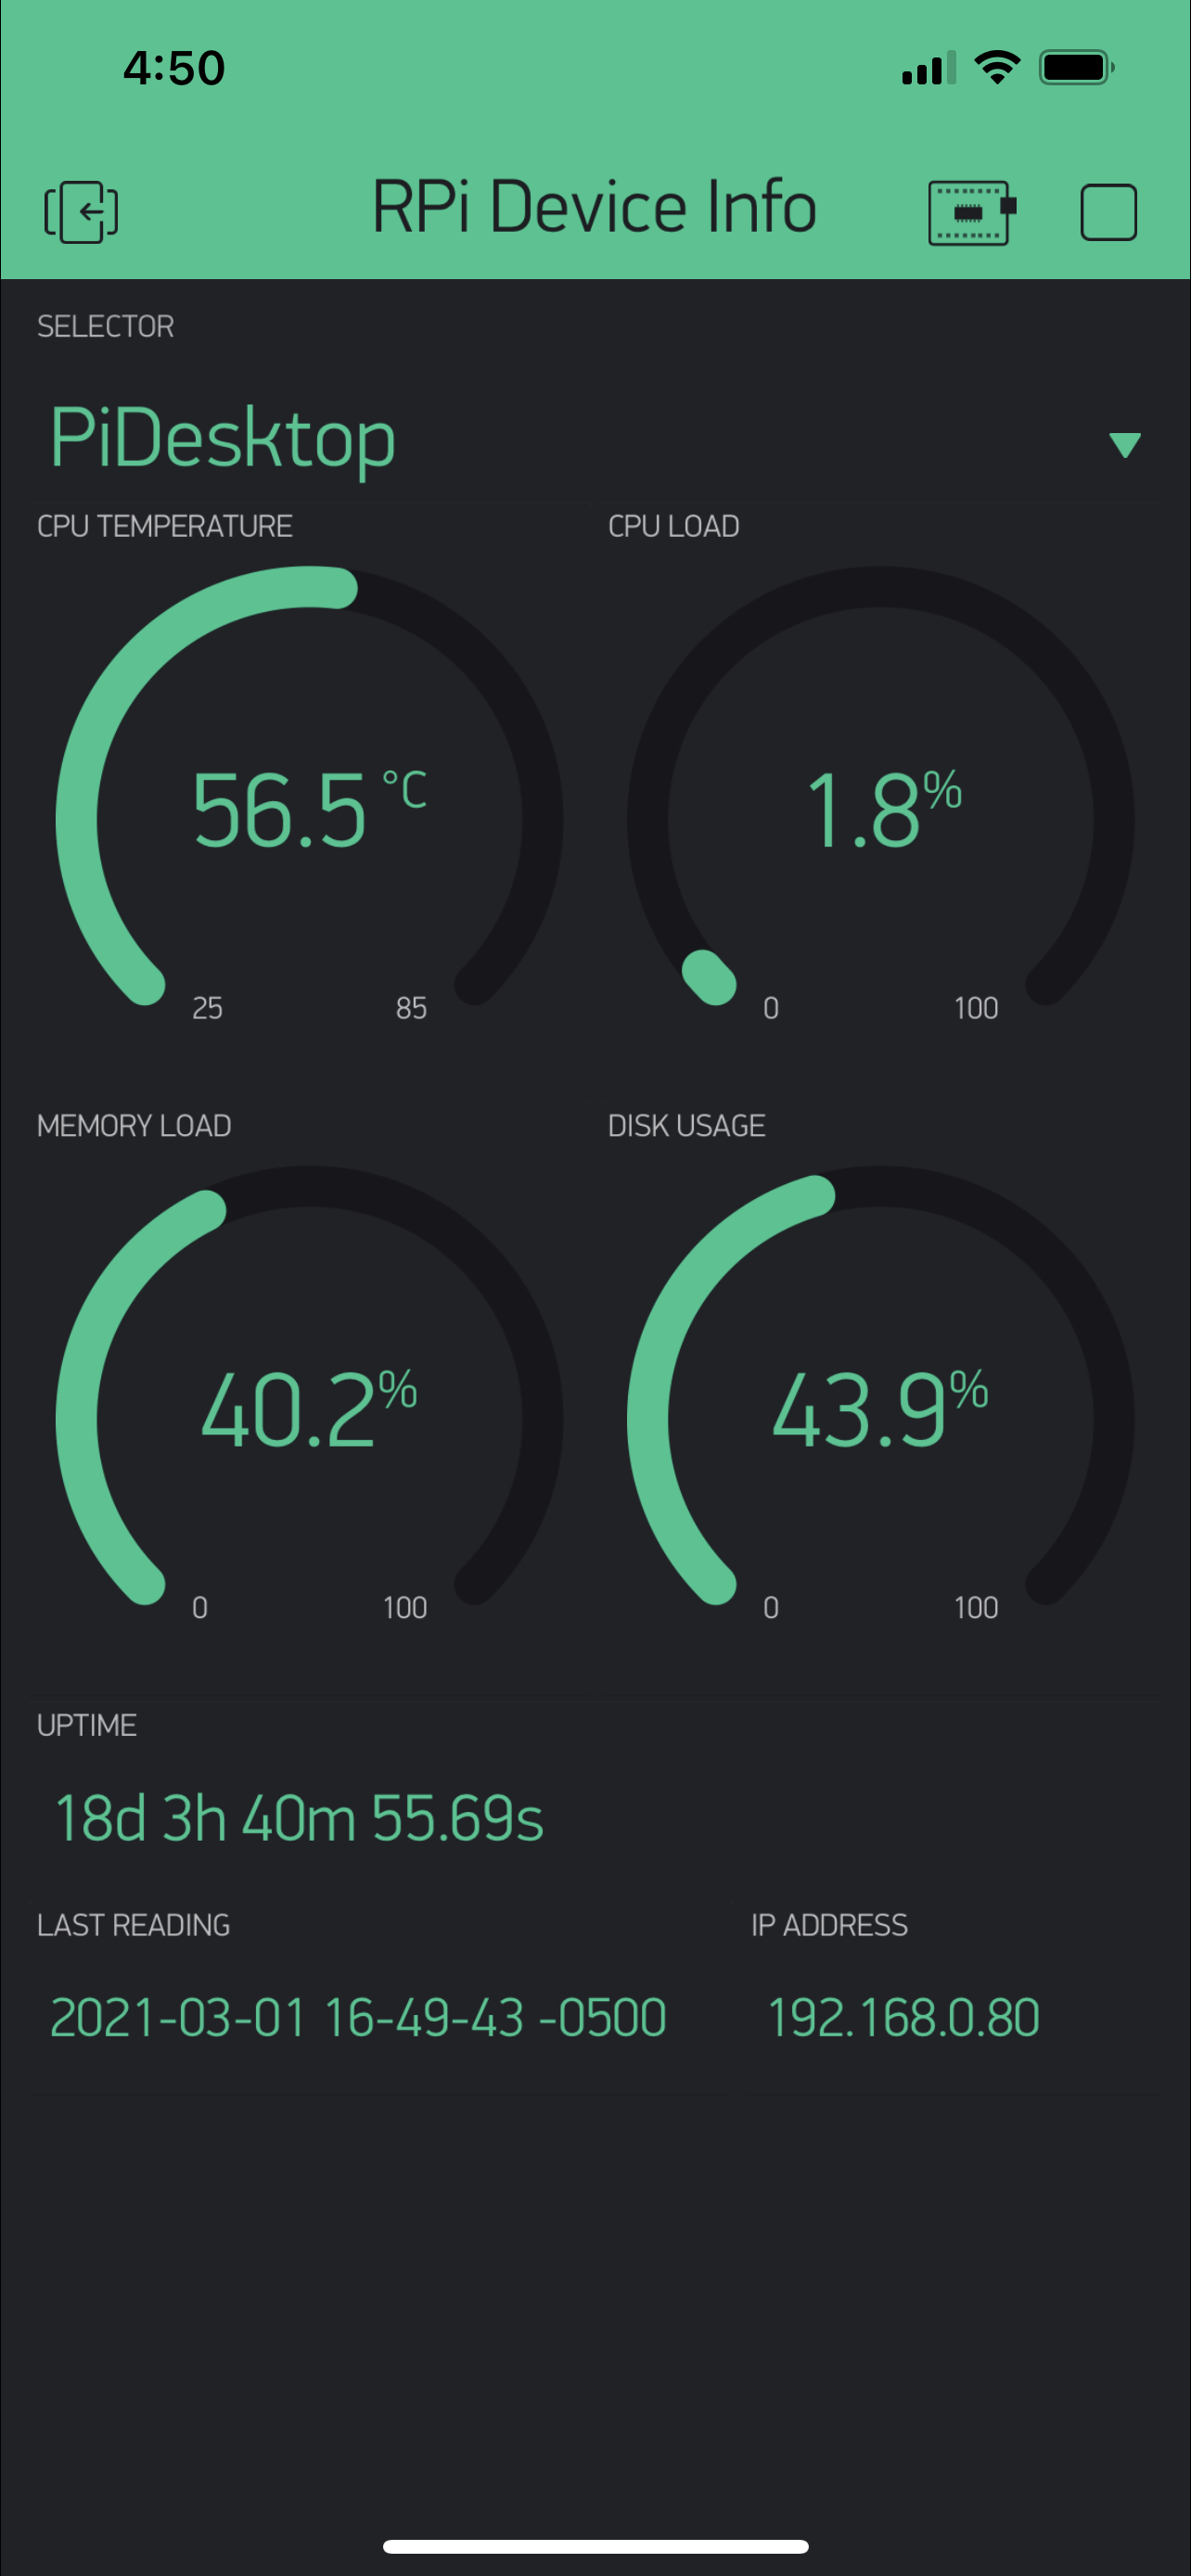 4:50
RPi Device Info
SELECTOR
PiDesktop
CPU TEMPERATURE CPU LOAD
56.5 °C 1.8%
25 85 0 100
MEMORY LOAD DISK USAGE
40.2% 43.9%
0 100 0 100
UPTIME
18d 3h 40m 55.69s
LAST READING IP ADDRESS
2021-03-01 16-49-43 -0500 192.168.0.80